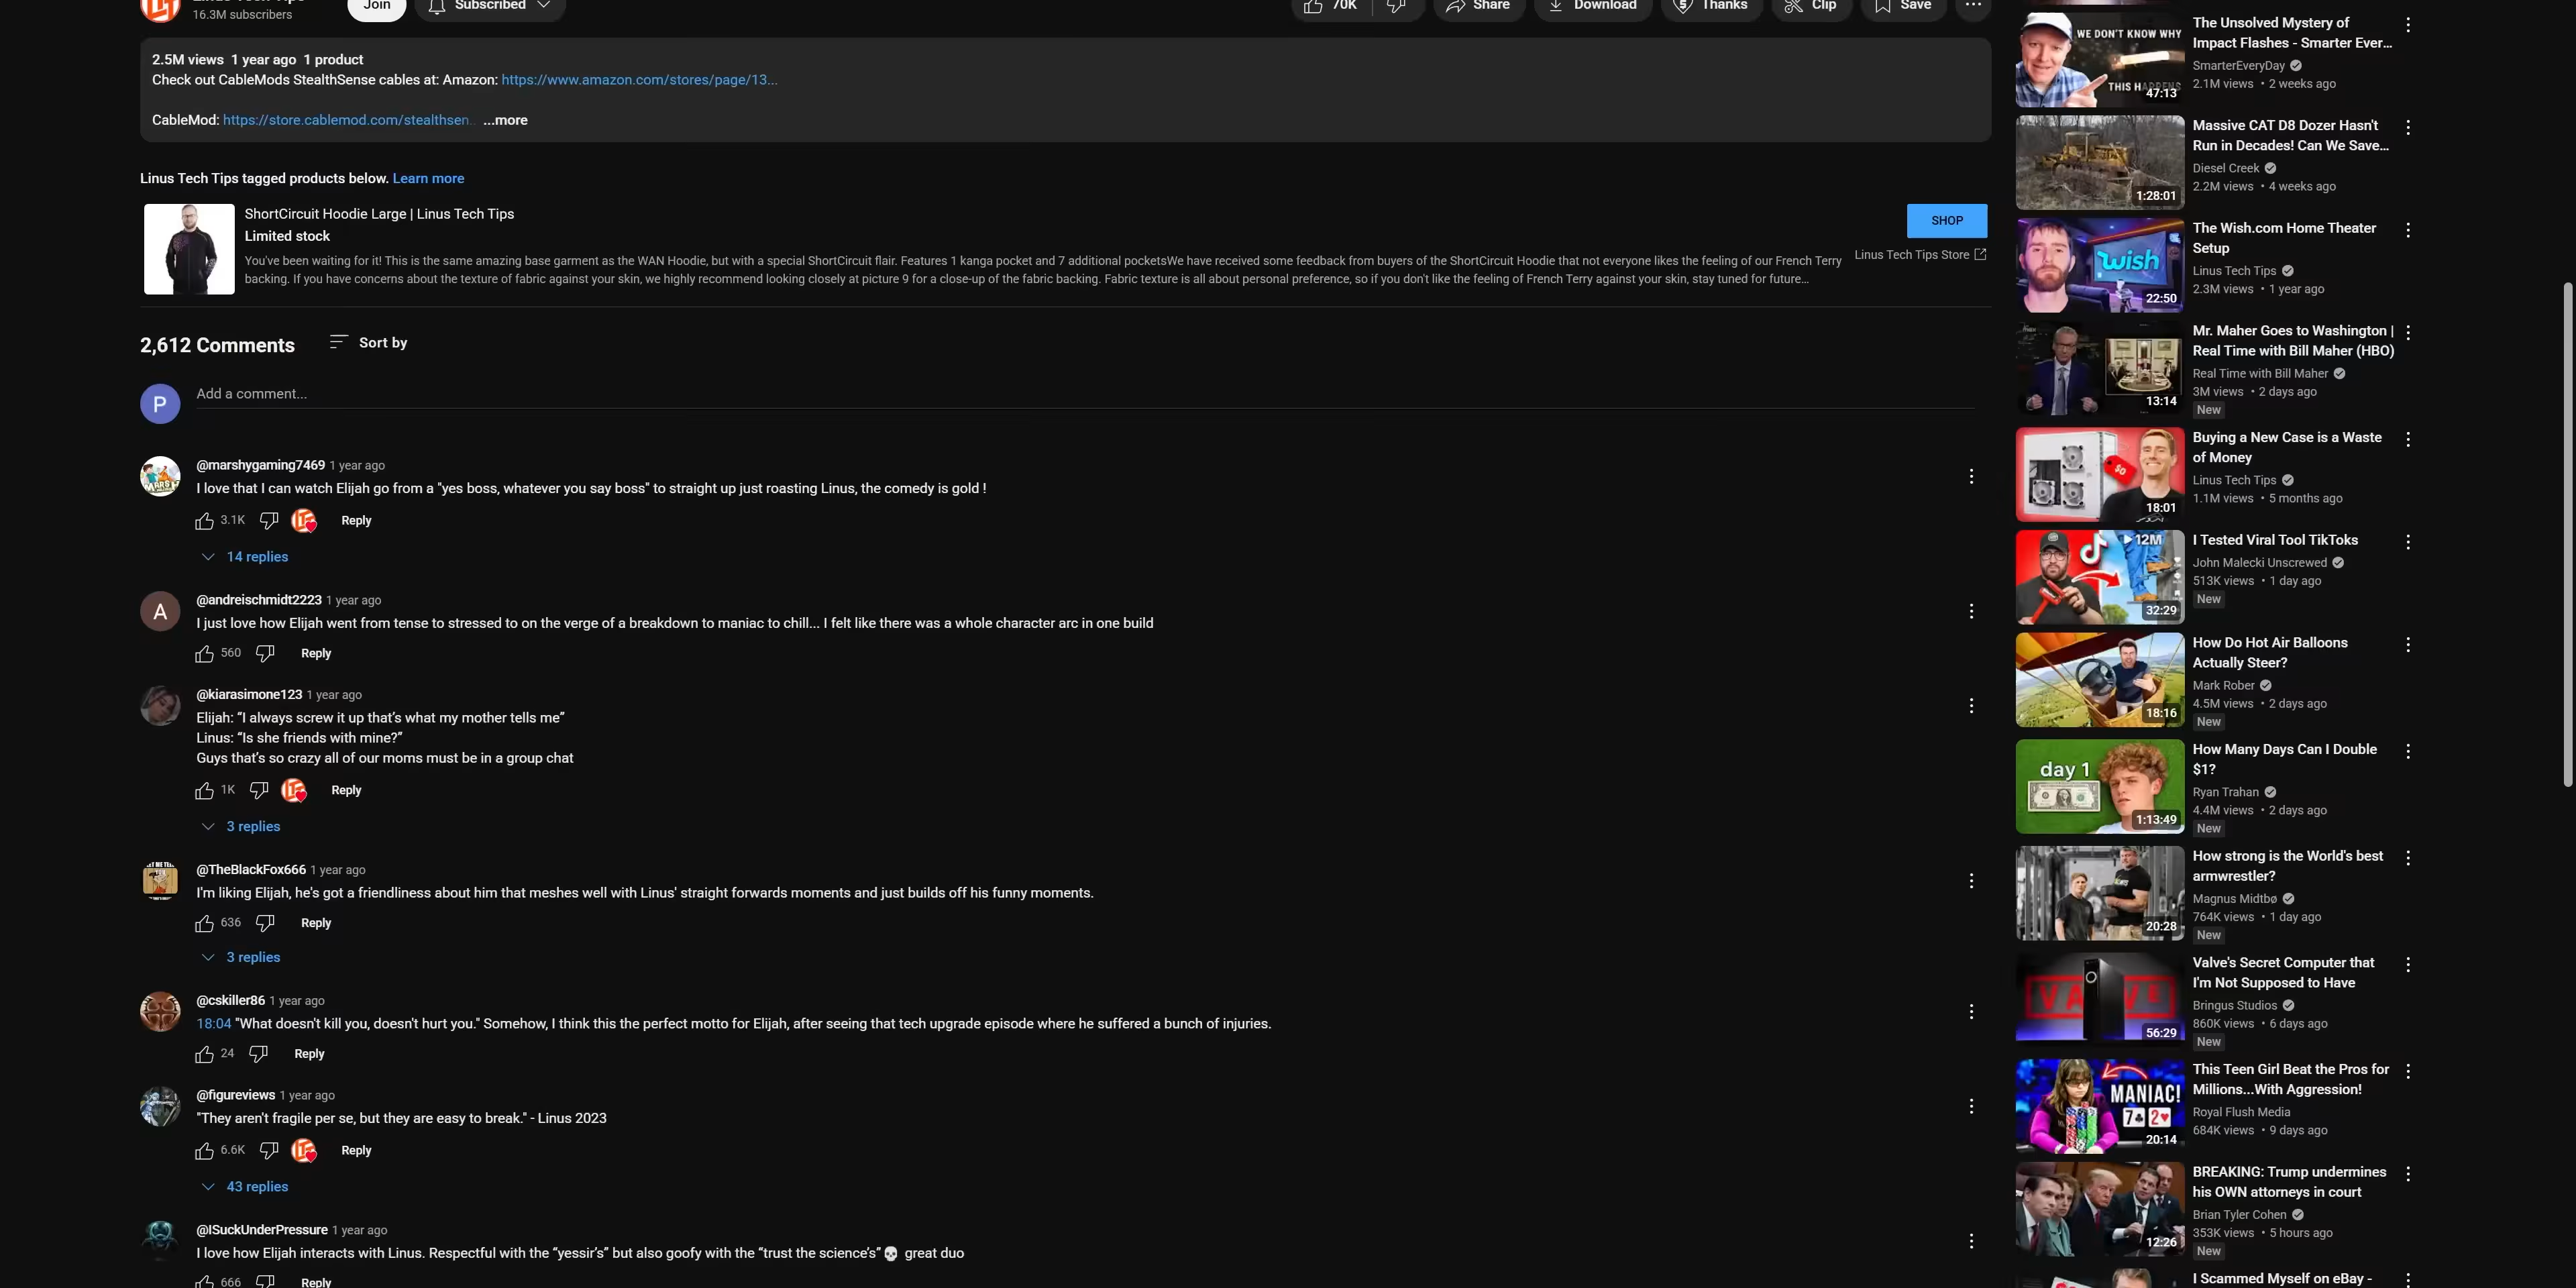 16.3M subscribers
Join
Subscribed
70K
Share
Download
Thanks
Clip
Save
2.5M views 1 year ago 1 product
Check out CableMods StealthSense cables at: Amazon: https://www.amazon.com/stores/page/13...
CableMod: https://store.cablemod.com/stealthsen... ...more
Linus Tech Tips tagged products below. Learn more
ShortCircuit Hoodie Large | Linus Tech Tips
Limited stock
You've been waiting for it! This is the same amazing base garment as the WAN Hoodie, but with a special ShortCircuit flair. Features 1 kanga pocket and 7 additional pocketsWe have received some feedback from buyers of the ShortCircuit Hoodie that not everyone likes the feeling of our French Terry
backing. If you have concerns about the texture of fabric against your skin, we highly recommend looking closely at picture 9 for a close-up of the fabric backing. Fabric texture is all about personal preference, so if you don't like the feeling of French Terry against your skin, stay tuned for future...
SHOP
Linus Tech Tips Store
2,612 Comments
Sort by
P
Add a comment...
@marshygaming7469 1 year ago
I love that I can watch Elijah go from a "yes boss, whatever you say boss" to straight up just roasting Linus, the comedy is gold !
3.1K
Reply
14 replies
A
@andreischmidt2223 1 year ago
I just love how Elijah went from tense to stressed to on the verge of a breakdown to maniac to chill... I felt like there was a whole character arc in one build
560
Reply
@kiarasimone123 1 year ago
Elijah: “I always screw it up that’s what my mother tells me”
Linus: “Is she friends with mine?”
Guys that’s so crazy all of our moms must be in a group chat
1K
Reply
3 replies
@TheBlackFox666 1 year ago
I'm liking Elijah, he's got a friendliness about him that meshes well with Linus' straight forwards moments and just builds off his funny moments.
636
Reply
3 replies
@cskiller86 1 year ago
18:04 "What doesn't kill you, doesn't hurt you." Somehow, I think this the perfect motto for Elijah, after seeing that tech upgrade episode where he suffered a bunch of injuries.
24
Reply
@figureviews 1 year ago
"They aren't fragile per se, but they are easy to break." - Linus 2023
6.6K
Reply
43 replies
@ISuckUnderPressure 1 year ago
I love how Elijah interacts with Linus. Respectful with the “yessir’s” but also goofy with the “trust the science’s”💀 great duo
666
Reply
WE DON'T KNOW WHY
THIS HAPPENS
47:13
The Unsolved Mystery of
Impact Flashes - Smarter Ever...
SmarterEveryDay
2.1M views • 2 weeks ago
1:28:01
Massive CAT D8 Dozer Hasn't
Run in Decades! Can We Save...
Diesel Creek
2.2M views • 4 weeks ago
wish
22:50
The Wish.com Home Theater
Setup
Linus Tech Tips
2.3M views • 1 year ago
13:14
Mr. Maher Goes to Washington |
Real Time with Bill Maher (HBO)
Real Time with Bill Maher
3M views • 2 days ago
New
$0
18:01
Buying a New Case is a Waste
of Money
Linus Tech Tips
1.1M views • 5 months ago
12M
32:29
I Tested Viral Tool TikToks
John Malecki Unscrewed
513K views • 1 day ago
New
18:16
How Do Hot Air Balloons
Actually Steer?
Mark Rober
4.5M views • 2 days ago
New
day 1
1:13:49
How Many Days Can I Double
$1?
Ryan Trahan
4.4M views • 2 days ago
New
20:28
How strong is the World's best
armwrestler?
Magnus Midtbø
764K views • 1 day ago
New
VALVE
56:29
Valve's Secret Computer that
I'm Not Supposed to Have
Bringus Studios
860K views • 6 days ago
New
MANIAC!
7 2
20:14
This Teen Girl Beat the Pros for
Millions...With Aggression!
Royal Flush Media
684K views • 9 days ago
12:26
BREAKING: Trump undermines
his OWN attorneys in court
Brian Tyler Cohen
353K views • 5 hours ago
New
I Scammed Myself on eBay -